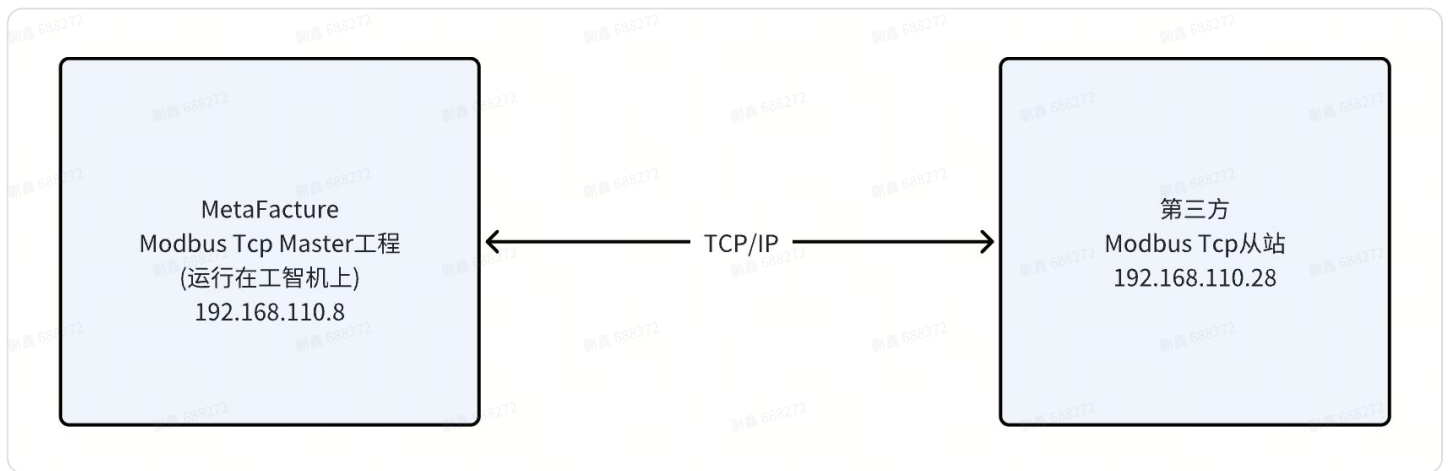 MetaFacture
Modbus Tcp Master工程
(运行在工智机上)
192.168.110.8
TCP/IP
第三方
Modbus Tcp从站
192.168.110.28